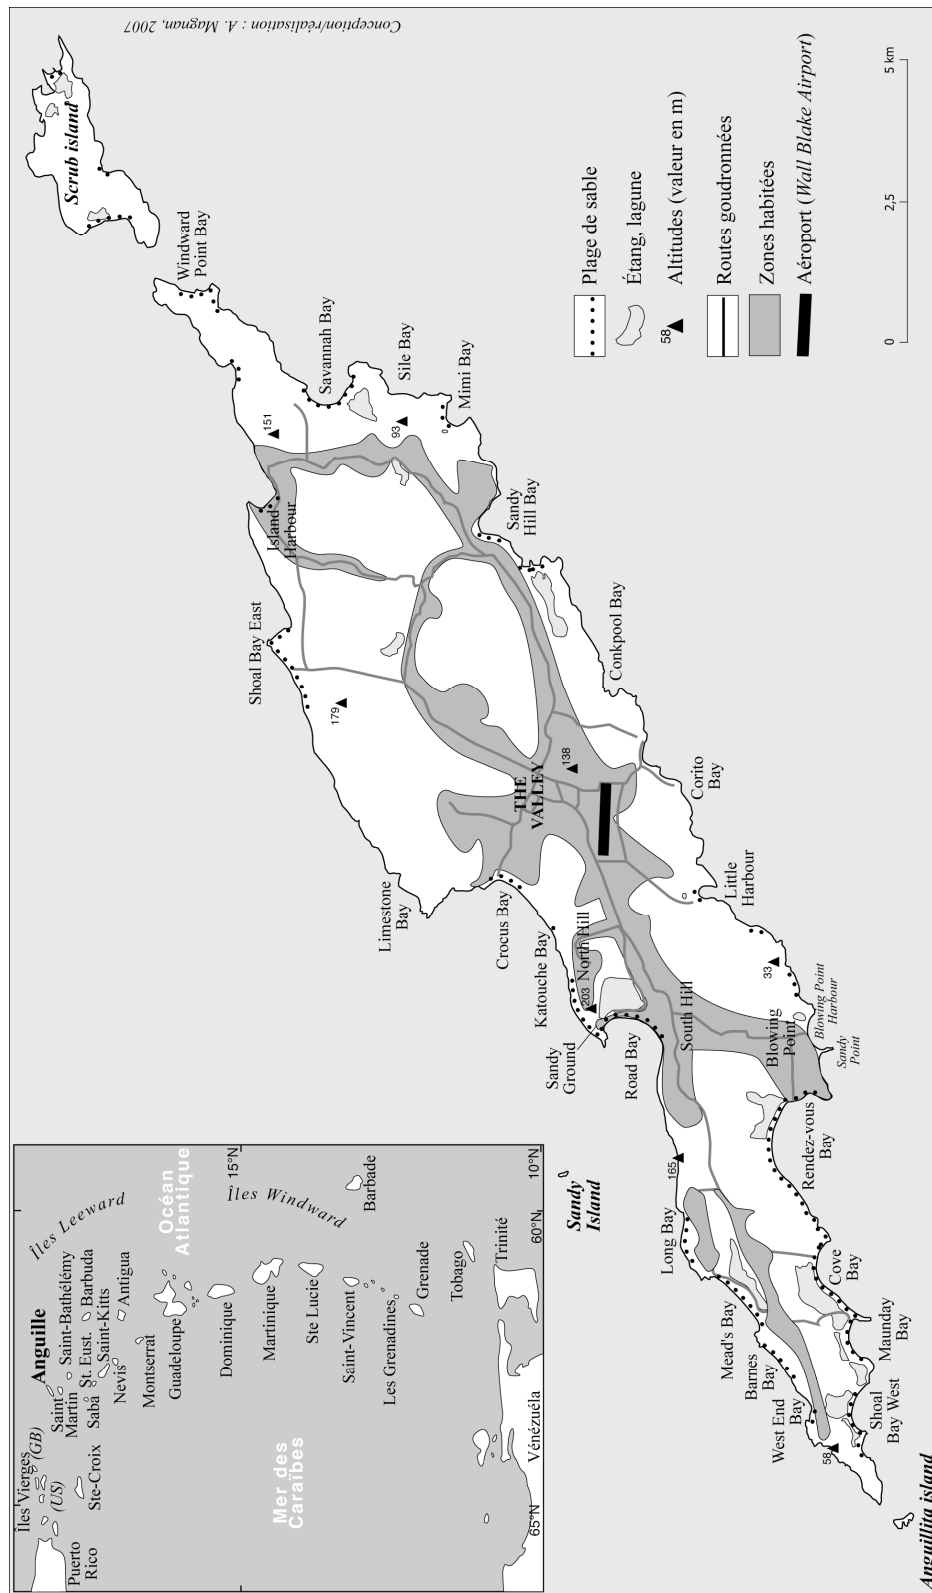 Conception/réalisation : A. Magnan, 2007
Îles Vierges
(GB)
(US)
Puerto
Rico
Ste-Croix
Anguille
Saint
Martin
Saint-Bathélémy
Saba
St. Eust.
Barbuda
Saint-Kitts
Nevis
Antigua
Montserrat
Guadeloupe
Dominique
Martinique
Ste Lucie
Saint-Vincent
Les Grenadines
Grenade
Tobago
Trinité
Barbade
Vénézuéla
Îles Leeward
Îles Windward
Océan
Atlantique
Mer des
Caraïbes
15°N
10°N
60°N
65°N
Scrub island
Windward
Point Bay
Savannah Bay
Sile Bay
Mimi Bay
151
93
Island
Harbour
Sandy
Hill Bay
Shoal Bay East
179
Conkpool Bay
THE
VALLEY
138
Corito
Bay
Limestone
Bay
Crocus Bay
Little
Harbour
Katouche Bay
North Hill
203
Sandy
Ground
Road Bay
South Hill
33
Blowing
Point
Blowing Point
Harbour
Sandy
Point
Rendez-vous
Bay
165
Sandy
Island
Long Bay
Cove
Bay
Mead's Bay
Barnes
Bay
Maunday
Bay
West End
Bay
Shoal
Bay West
58
Anguillita island
Plage de sable
Étang, lagune
58
Altitudes (valeur en m)
Routes goudronnées
Zones habitées
Aéroport (Wall Blake Airport)
0
2,5
5 km